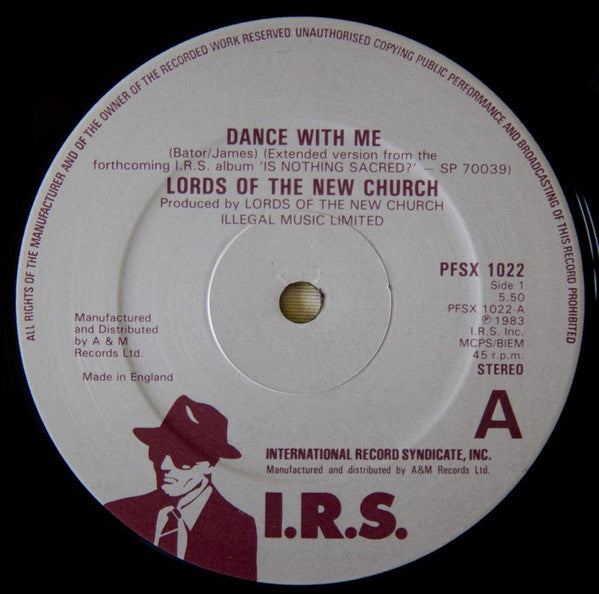 ALL RIGHTS OF THE MANUFACTURER AND OF THE OWNER OF THE RECORDED WORK RESERVED UNAUTHORISED COPYING PUBLIC PERFORMANCE AND BROADCASTING OF THIS RECORD PROHIBITED
DANCE WITH ME
(Bator/James) (Extended version from the
forthcoming I.R.S. album 'IS NOTHING SACRED?' – SP 70039)
LORDS OF THE NEW CHURCH
Produced by LORDS OF THE NEW CHURCH
ILLEGAL MUSIC LIMITED
PFSX 1022
Side 1
5.50
PFSX 1022-A
℗ 1983
I.R.S. Inc.
MCPS/BIEM
45 r.p.m.
STEREO
A
Manufactured
and Distributed
by A & M
Records Ltd.
Made in England
INTERNATIONAL RECORD SYNDICATE, INC.
Manufactured and distributed by A&M Records Ltd.
I.R.S.